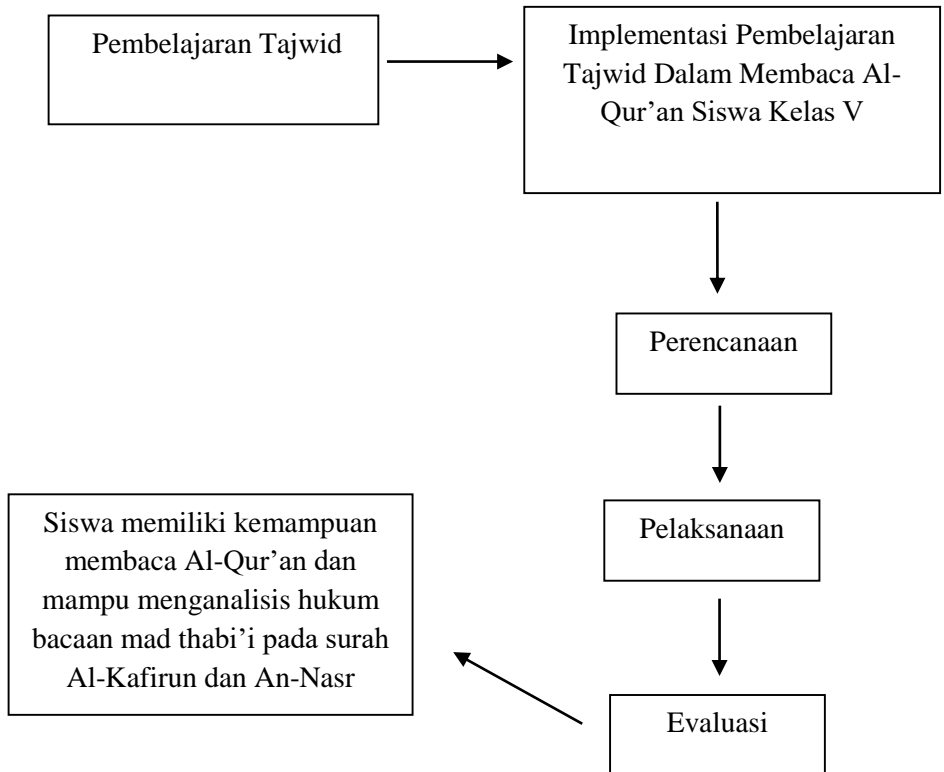 Pembelajaran Tajwid
Implementasi Pembelajaran
Tajwid Dalam Membaca Al-
Qur’an Siswa Kelas V
Perencanaan
Pelaksanaan
Evaluasi
Siswa memiliki kemampuan
membaca Al-Qur’an dan
mampu menganalisis hukum
bacaan mad thabi’i pada surah
Al-Kafirun dan An-Nasr